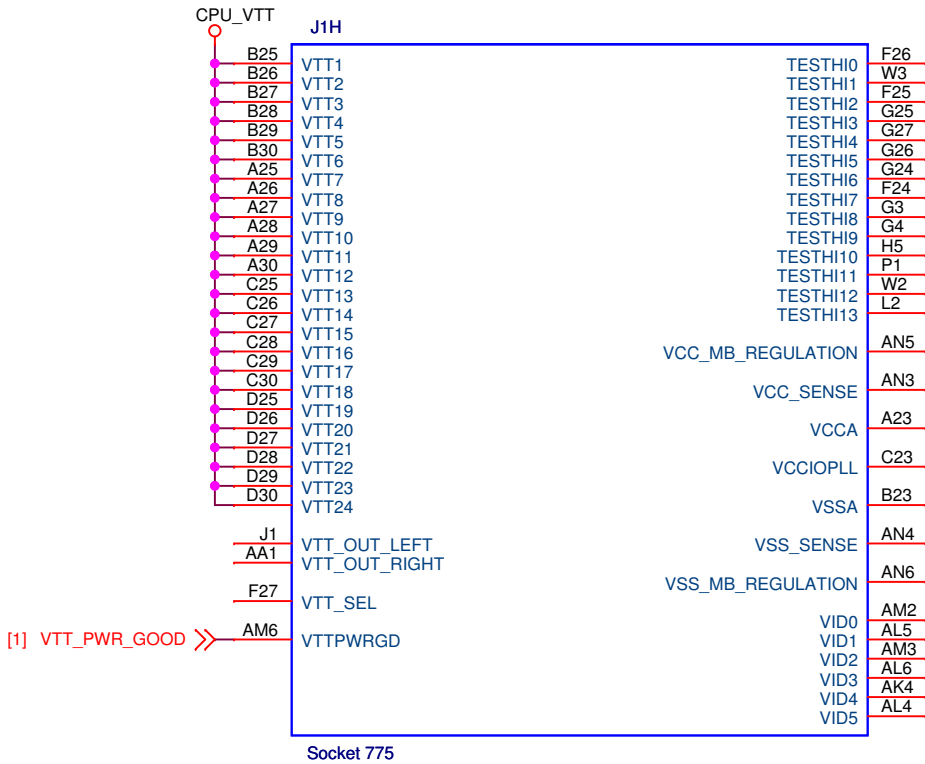 CPU_VTT
J1H
B25 VTT1 TESTHI0 F26
B26 VTT2 TESTHI1 W3
B27 VTT3 TESTHI2 F25
B28 VTT4 TESTHI3 G25
B29 VTT5 TESTHI4 G27
B30 VTT6 TESTHI5 G26
A25 VTT7 TESTHI6 G24
A26 VTT8 TESTHI7 F24
A27 VTT9 TESTHI8 G3
A28 VTT10 TESTHI9 G4
A29 VTT11 TESTHI10 H5
A30 VTT12 TESTHI11 P1
C25 VTT13 TESTHI12 W2
C26 VTT14 TESTHI13 L2
C27 VTT15
C28 VTT16 VCC_MB_REGULATION AN5
C29 VTT17
C30 VTT18 VCC_SENSE AN3
D25 VTT19
D26 VTT20 VCCA A23
D27 VTT21
D28 VTT22 VCCIOPLL C23
D29 VTT23
D30 VTT24 VSSA B23
J1 VTT_OUT_LEFT VSS_SENSE AN4
AA1 VTT_OUT_RIGHT
VSS_MB_REGULATION AN6
F27 VTT_SEL
VID0 AM2
[1] VTT_PWR_GOOD AM6 VTTPWRGD VID1 AL5
VID2 AM3
VID3 AL6
VID4 AK4
VID5 AL4
Socket 775